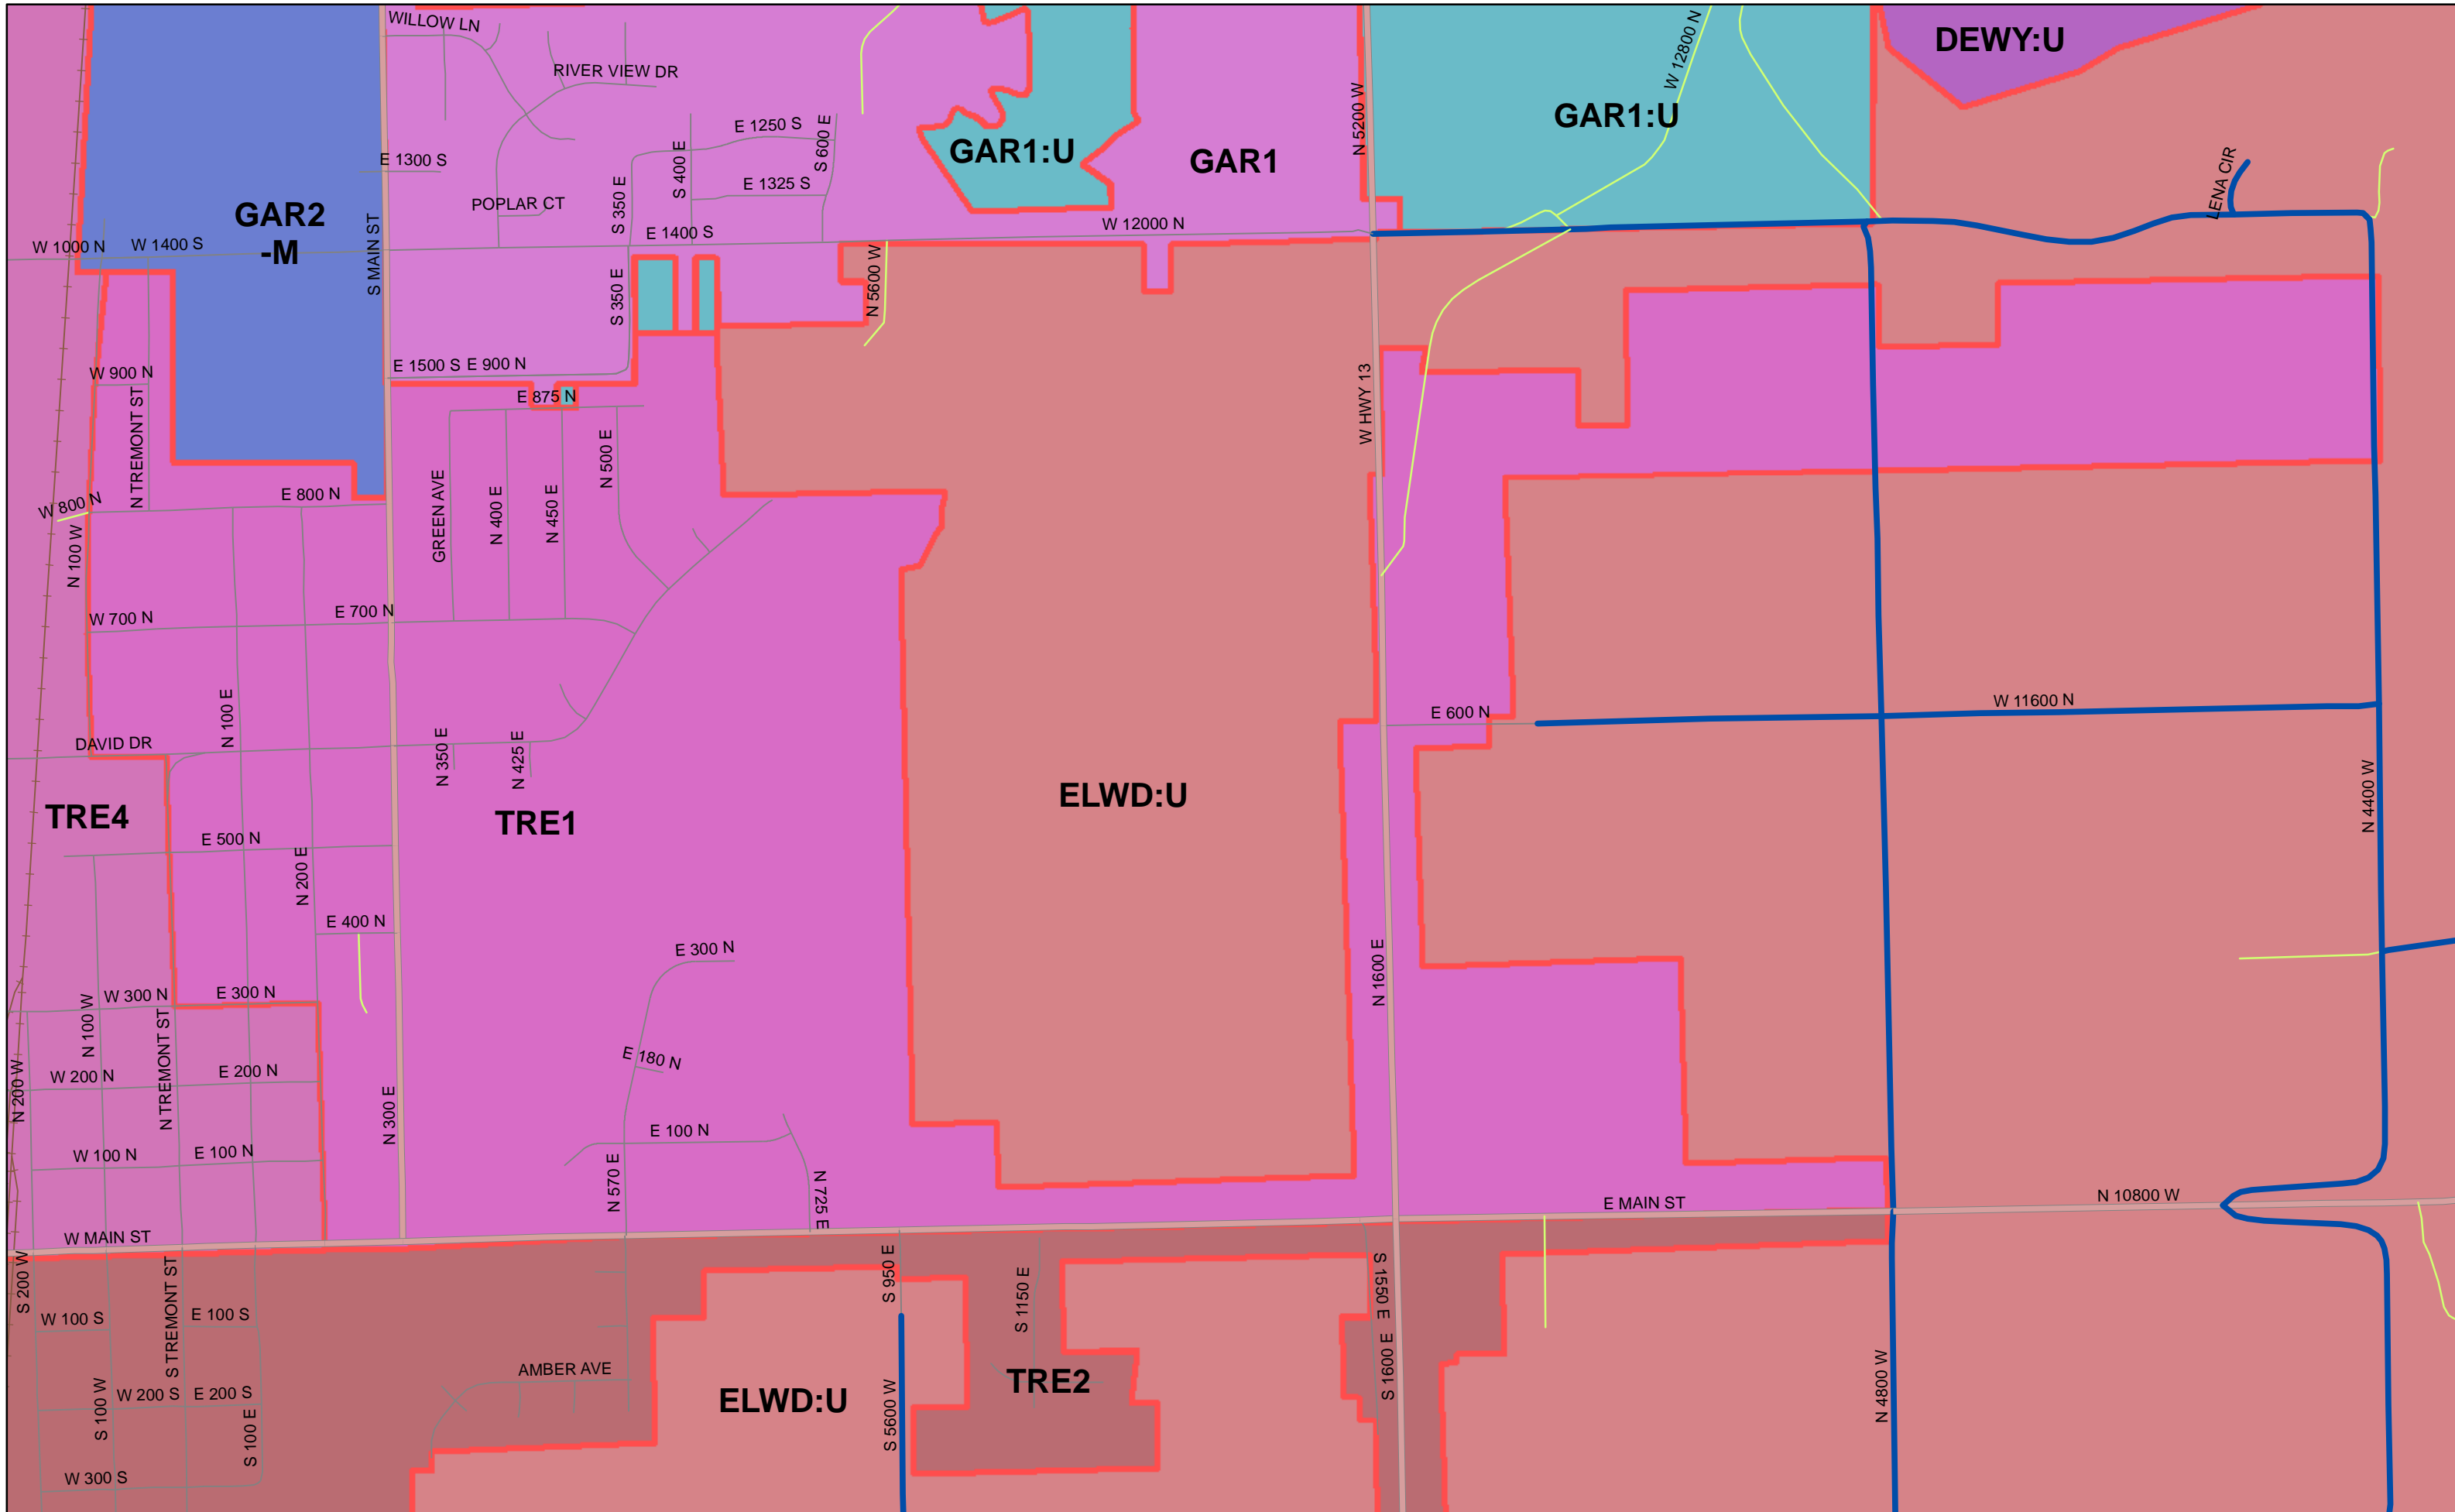 WILLOW LN
DEWY:U
W 12800 N
RIVER VIEW DR
GAR1:U
N 5200 W
E 1250 S
S 600 E
GAR1:U
GAR1
E 1300 S
S 400 E
E 1325 S
LENA CIR
S 350 E
POPLAR CT
GAR2
-M
S MAIN ST
W 12000 N
E 1400 S
W 1000 N
W 1400 S
N 5600 W
S 350 E
E 1500 S
E 900 N
W 900 N
E 875 N
W HWY 13
N TREMONT ST
N 500 E
W 800 N
E 800 N
GREEN AVE
N 400 E
N 450 E
N 100 W
W 700 N
E 700 N
N 100 E
E 600 N
W 11600 N
DAVID DR
N 350 E
N 425 E
TRE4
TRE1
ELWD:U
N 4400 W
E 500 N
N 200 E
E 400 N
E 300 N
N 1600 E
W 300 N
E 300 N
N 100 W
N TREMONT ST
E 180 N
W 200 N
E 200 N
N 200 W
N 300 E
W 100 N
E 100 N
E 100 N
N 570 E
N 725 E
E MAIN ST
N 10800 W
W MAIN ST
S 200 W
S TREMONT ST
S 950 E
S 1150 E
S 1550 E
W 100 S
E 100 S
AMBER AVE
TRE2
S 1600 E
N 4800 W
W 200 S
E 200 S
S 100 W
S 100 E
ELWD:U
S 5600 W
W 300 S